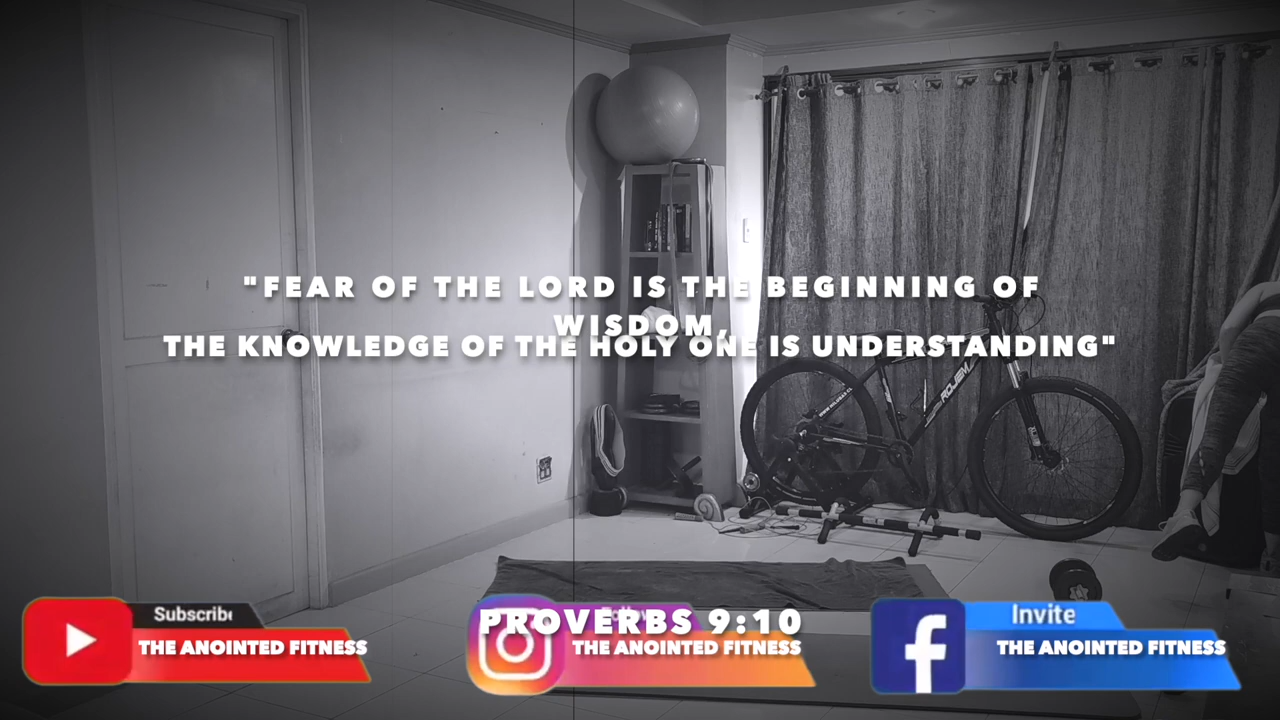 "FEAR OF THE LORD IS THE BEGINNING OF
WISDOM,
THE KNOWLEDGE OF THE HOLY ONE IS UNDERSTANDING"
ROJEM
PROVERBS 9:10
Subscribe
THE ANOINTED FITNESS
THE ANOINTED FITNESS
Invite
THE ANOINTED FITNESS